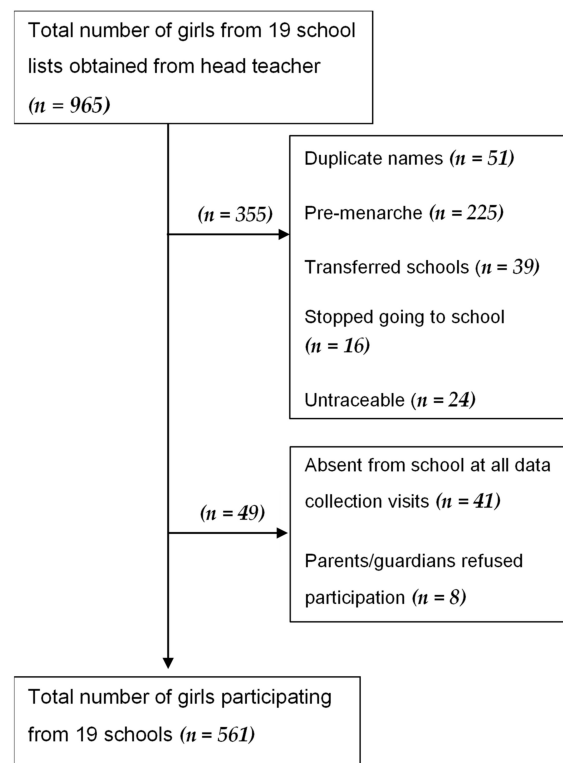 Total number of girls from 19 school
lists obtained from head teacher
(n = 965)
(n = 355)
Duplicate names (n = 51)
Pre-menarche (n = 225)
Transferred schools (n = 39)
Stopped going to school
(n = 16)
Untraceable (n = 24)
(n = 49)
Absent from school at all data
collection visits (n = 41)
Parents/guardians refused
participation (n = 8)
Total number of girls participating
from 19 schools (n = 561)